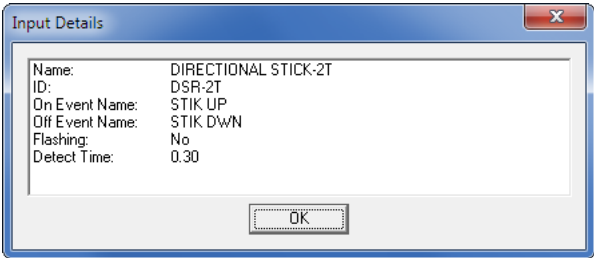 Input Details
Name: DIRECTIONAL STICK-2T
ID: DSR-2T
On Event Name: STIK UP
Off Event Name: STIK DWN
Flashing: No
Detect Time: 0.30
OK